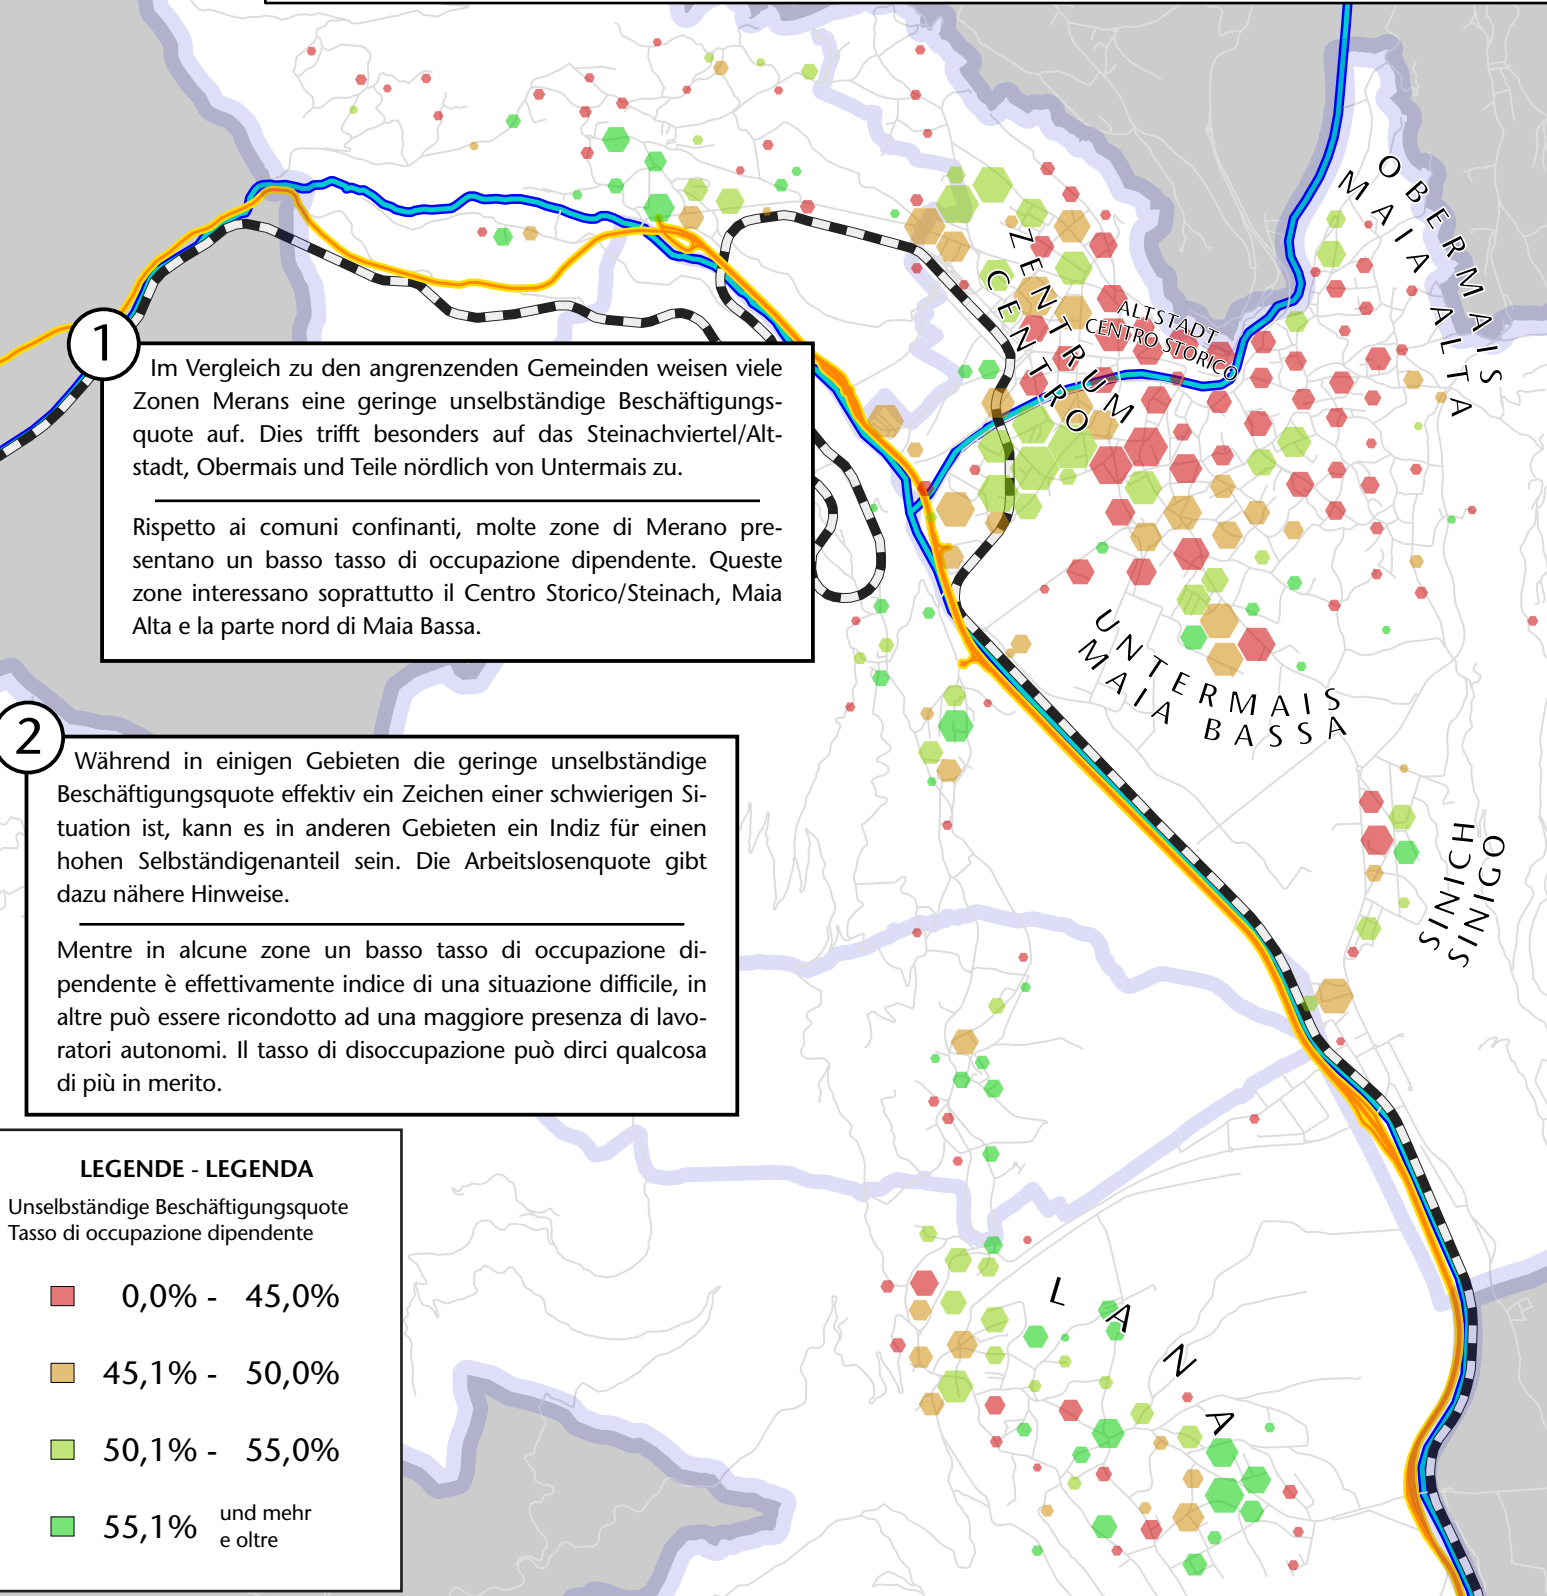 OBERMAIS
MAIA ALTA
ZENTRUM
CENTRO
ALTSTADT
CENTRO STORICO
1
Im Vergleich zu den angrenzenden Gemeinden weisen viele
Zonen Merans eine geringe unselbständige Beschäftigungs-
quote auf. Dies trifft besonders auf das Steinachviertel/Alt-
stadt, Obermais und Teile nördlich von Untermais zu.
Rispetto ai comuni confinanti, molte zone di Merano pre-
sentano un basso tasso di occupazione dipendente. Queste
zone interessano soprattutto il Centro Storico/Steinach, Maia
Alta e la parte nord di Maia Bassa.
UNTERMAIS
MAIA BASSA
2
Während in einigen Gebieten die geringe unselbständige
Beschäftigungsquote effektiv ein Zeichen einer schwierigen Si-
tuation ist, kann es in anderen Gebieten ein Indiz für einen
hohen Selbständigenanteil sein. Die Arbeitslosenquote gibt
dazu nähere Hinweise.
Mentre in alcune zone un basso tasso di occupazione di-
pendente è effettivamente indice di una situazione difficile, in
altre può essere ricondotto ad una maggiore presenza di lavo-
ratori autonomi. Il tasso di disoccupazione può dirci qualcosa
di più in merito.
SINICH
SINIGO
LANA
LEGENDE - LEGENDA
Unselbständige Beschäftigungsquote
Tasso di occupazione dipendente
0,0% - 45,0%
45,1% - 50,0%
50,1% - 55,0%
55,1% und mehr
e oltre